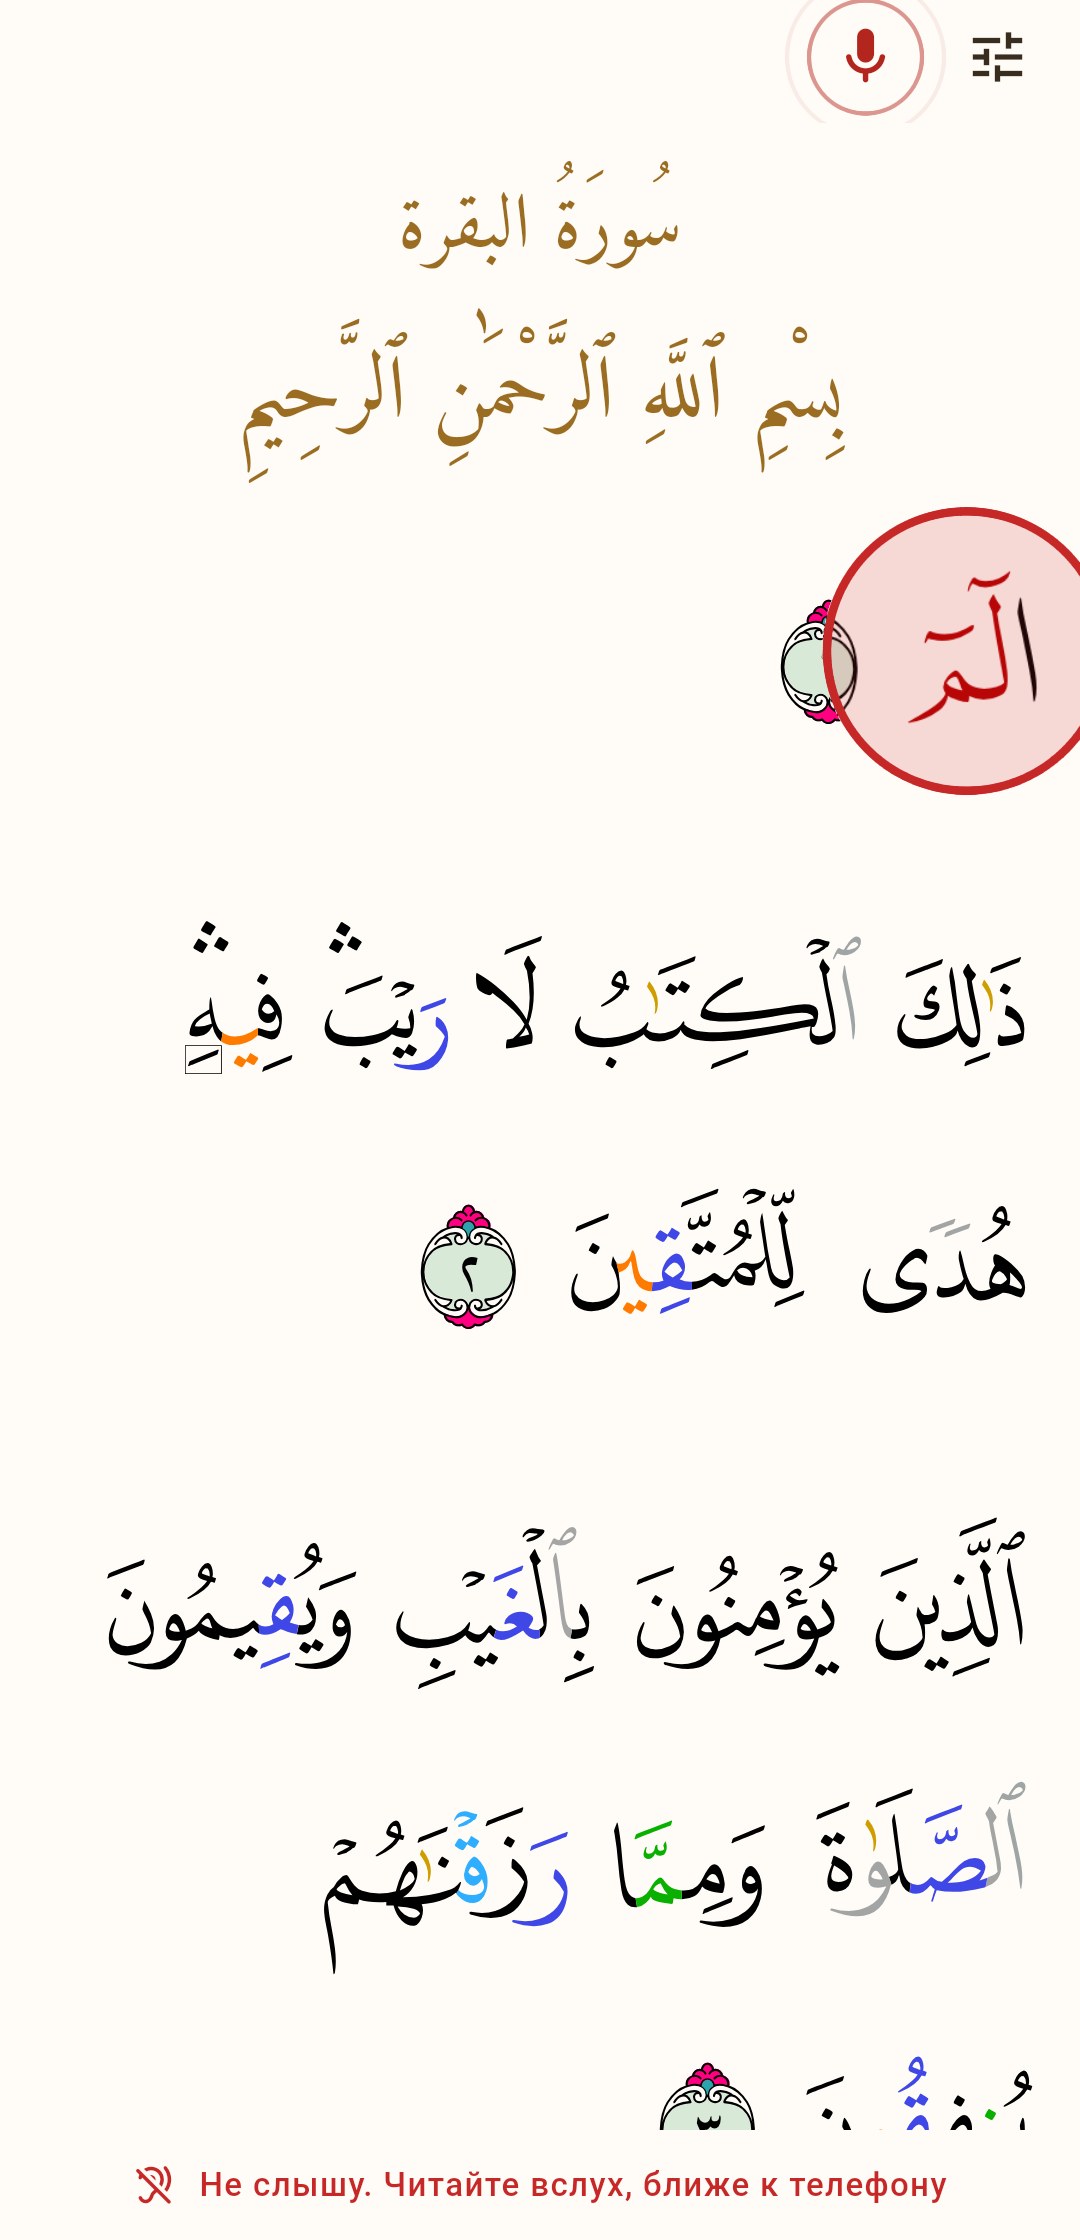 سُورَةُ البقرة
بِسْمِ ٱللَّهِ ٱلرَّحْمَٰنِ ٱلرَّحِيمِ
الٓمٓ
ذَٰلِكَ ٱلْكِتَٰبُ لَا رَيْبَۛ فِيهِۛ
هُدًى لِّلْمُتَّقِينَ ٢
ٱلَّذِينَ يُؤْمِنُونَ بِٱلْغَيْبِ وَيُقِيمُونَ
ٱلصَّلَوٰةَ وَمِمَّا رَزَقْنَٰهُمْ
٣
Не слышу. Читайте вслух, ближе к телефону